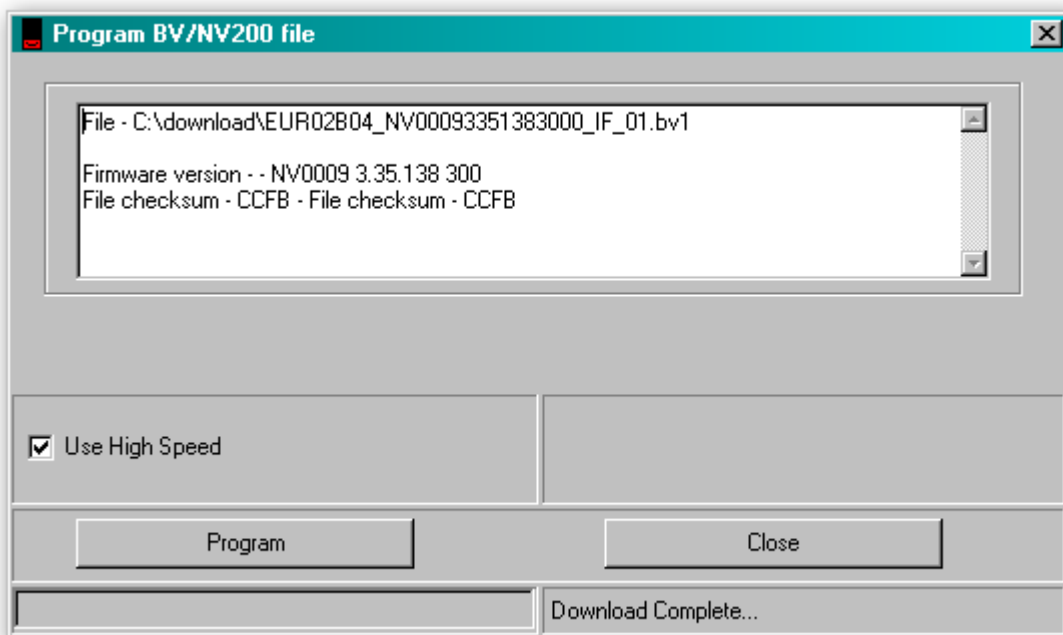 Program BV/NV200 file
File - C:\download\EUR02B04_NV00093351383000_IF_01.bv1
Firmware version - - NV0009 3.35.138 300
File checksum - CCFB - File checksum - CCFB
Use High Speed
Program
Close
Download Complete...